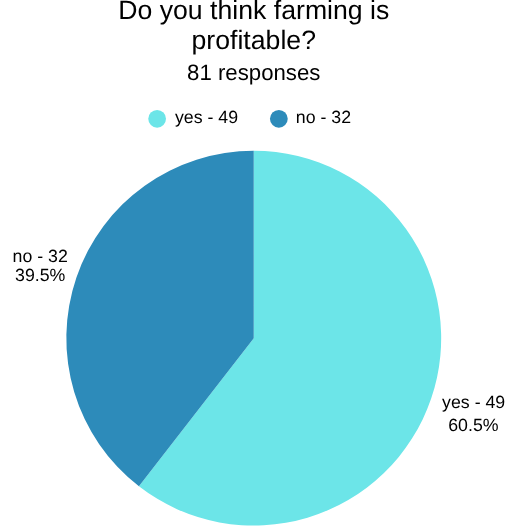 Do you think farming is
profitable?
81 responses
yes - 49 no - 32
no - 32
39.5%
yes - 49
60.5%